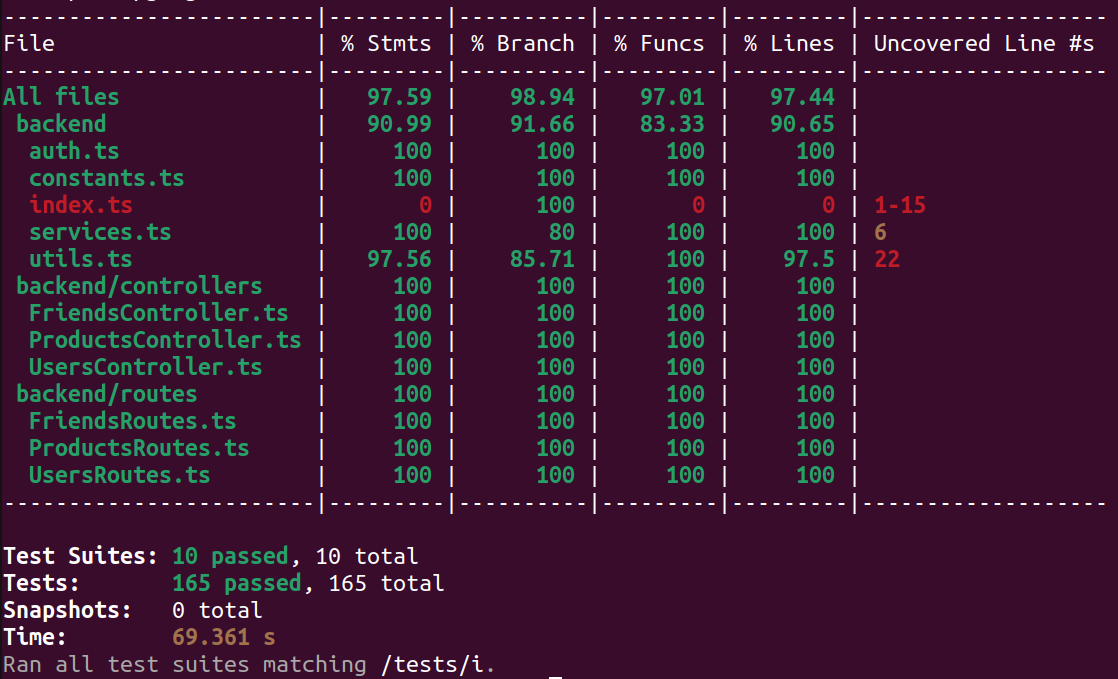 ------------------------|---------|----------|---------|---------|-------------------
File                    | % Stmts | % Branch | % Funcs | % Lines | Uncovered Line #s
------------------------|---------|----------|---------|---------|-------------------
All files               |   97.59 |    98.94 |   97.01 |   97.44 |
 backend                |   90.99 |    91.66 |   83.33 |   90.65 |
  auth.ts               |     100 |      100 |     100 |     100 |
  constants.ts          |     100 |      100 |     100 |     100 |
  index.ts              |       0 |      100 |       0 |       0 | 1-15
  services.ts           |     100 |       80 |     100 |     100 | 6
  utils.ts              |   97.56 |    85.71 |     100 |    97.5 | 22
 backend/controllers    |     100 |      100 |     100 |     100 |
  FriendsController.ts  |     100 |      100 |     100 |     100 |
  ProductsController.ts |     100 |      100 |     100 |     100 |
  UsersController.ts    |     100 |      100 |     100 |     100 |
 backend/routes         |     100 |      100 |     100 |     100 |
  FriendsRoutes.ts      |     100 |      100 |     100 |     100 |
  ProductsRoutes.ts     |     100 |      100 |     100 |     100 |
  UsersRoutes.ts        |     100 |      100 |     100 |     100 |
------------------------|---------|----------|---------|---------|-------------------
Test Suites: 10 passed, 10 total
Tests:       165 passed, 165 total
Snapshots:   0 total
Time:        69.361 s
Ran all test suites matching /tests/i.